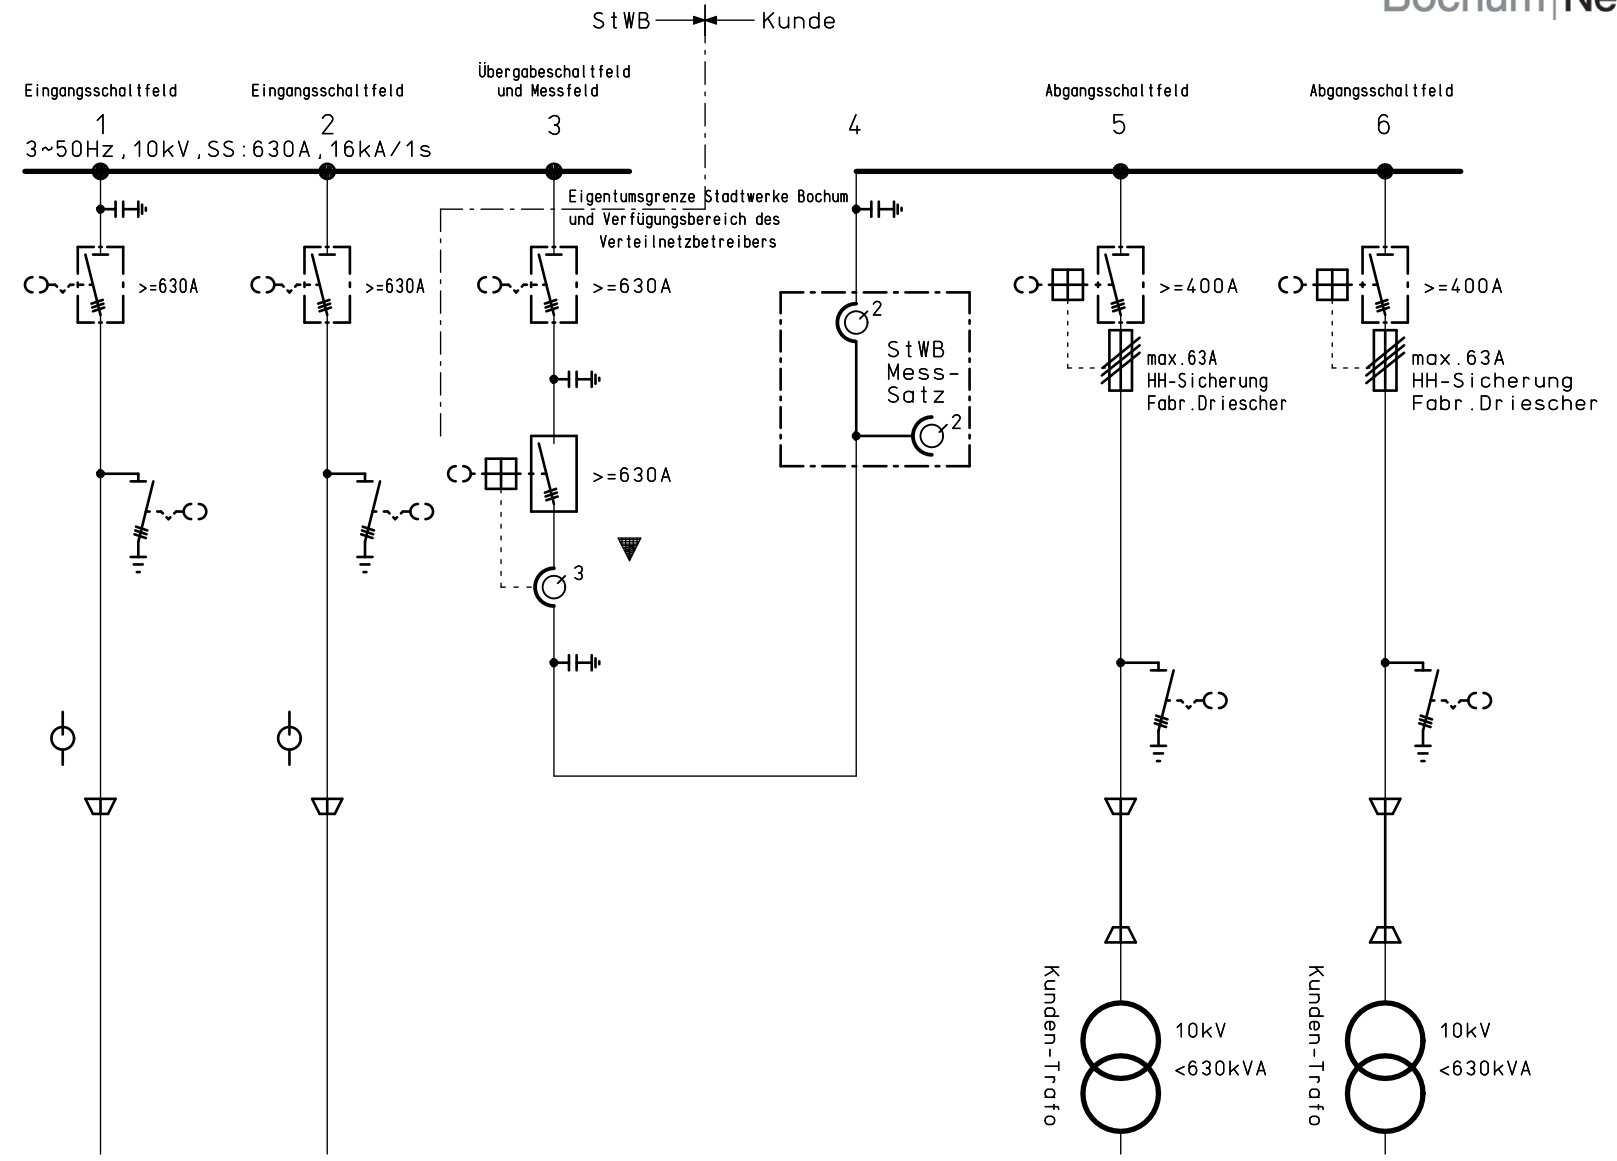 Bochum|Ne
StWB
Kunde
Eingangsschaltfeld
1
Eingangsschaltfeld
2
Übergabeschaltfeld
und Messfeld
3
4
Abgangsschaltfeld
5
Abgangsschaltfeld
6
3~50Hz,10kV,SS:630A,16kA/1s
Eigentumsgrenze Stadtwerke Bochum
und Verfügungsbereich des
Verteilnetzbetreibers
>=630A
>=630A
>=630A
>=630A
3
2
StWB
Mess-
Satz
2
>=400A
max.63A
HH-Sicherung
Fabr.Driescher
>=400A
max.63A
HH-Sicherung
Fabr.Driescher
Kunden-Trafo
10kV
<630kVA
Kunden-Trafo
10kV
<630kVA